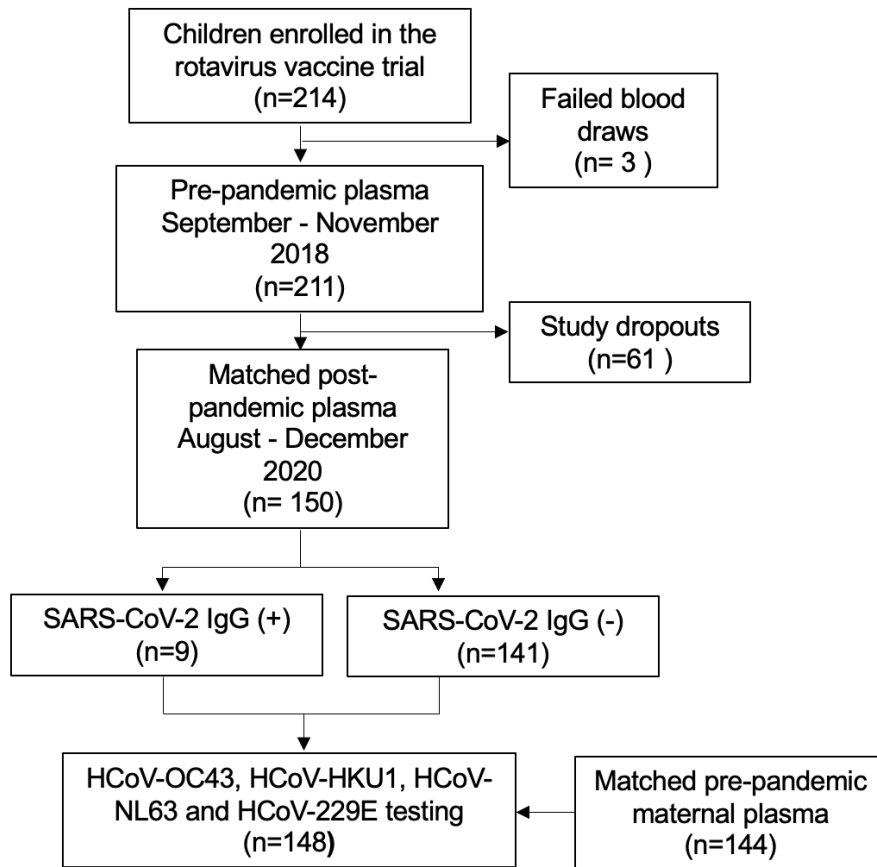 Children enrolled in the
rotavirus vaccine trial
(n=214)
Failed blood
draws
(n= 3 )
Pre-pandemic plasma
September - November
2018
(n=211)
Study dropouts
(n=61 )
Matched post-
pandemic plasma
August - December
2020
(n= 150)
SARS-CoV-2 IgG (+)
(n=9)
SARS-CoV-2 IgG (-)
(n=141)
HCoV-OC43, HCoV-HKU1, HCoV-
NL63 and HCoV-229E testing
(n=148)
Matched pre-pandemic
maternal plasma
(n=144)